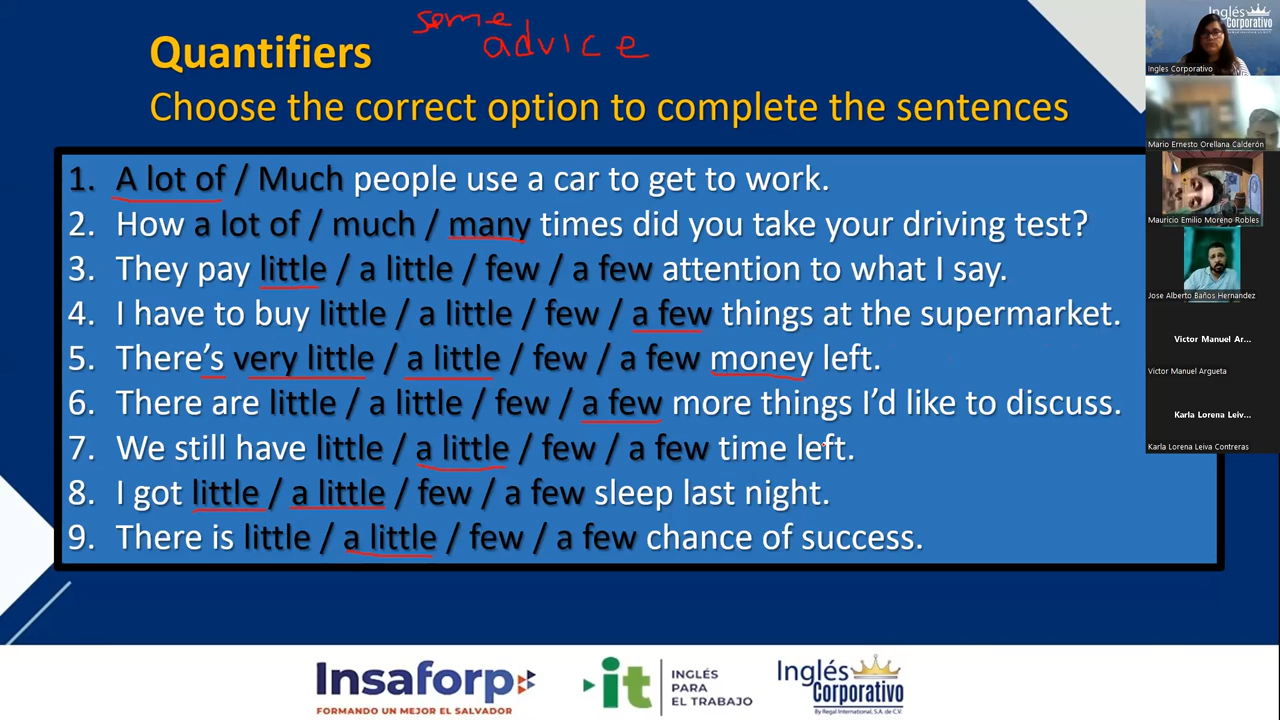 some
advice
Quantifiers
Choose the correct option to complete the sentences
1. A lot of / Much people use a car to get to work.
2. How a lot of / much / many times did you take your driving test?
3. They pay little / a little / few / a few attention to what I say.
4. I have to buy little / a little / few / a few things at the supermarket.
5. There's very little / a little / few / a few money left.
6. There are little / a little / few / a few more things I'd like to discuss.
7. We still have little / a little / few / a few time left.
8. I got little / a little / few / a few sleep last night.
9. There is little / a little / few / a few chance of success.
Inglés
Corporativo
Ingles Corporativo
Mario Ernesto Orellana Calderón
Mauricio Emilio Moreno Robles
Jose Alberto Baños Hernandez
Victor Manuel Ar...
Victor Manuel Argueta
Karla Lorena Leiv...
Karla Lorena Leiva Contreras
Insaforp
FORMANDO UN MEJOR EL SALVADOR
it
INGLÉS
PARA
EL TRABAJO
Inglés
Corporativo
By Regal International, S.A. de C.V.